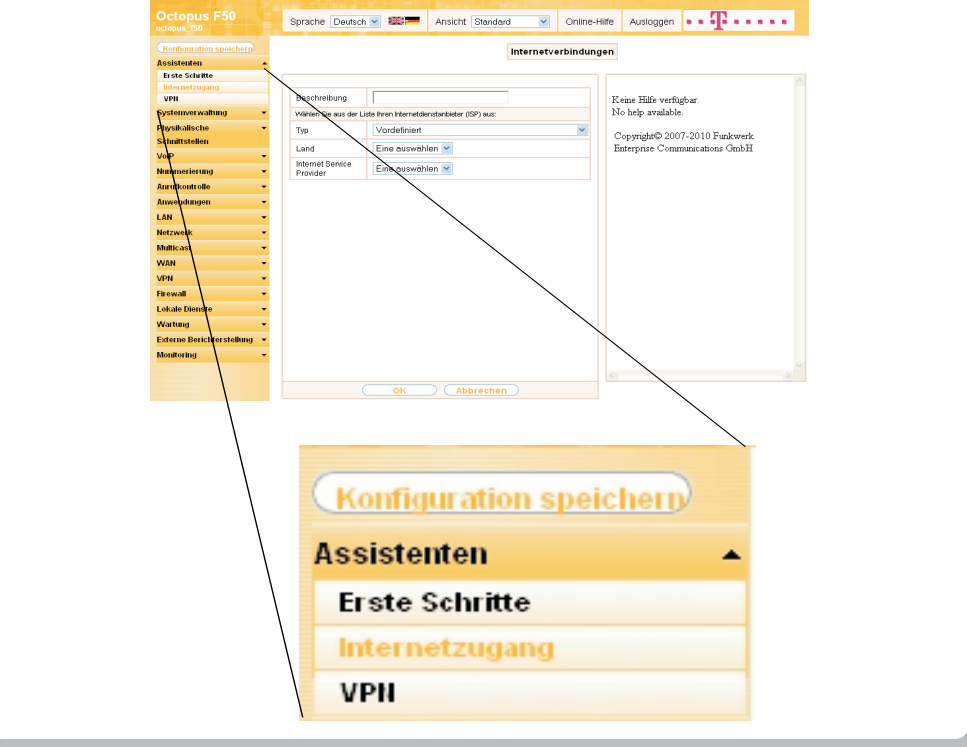 Octopus F50
octopus_f50
Sprache Deutsch Ansicht Standard Online-Hilfe Ausloggen T
Konfiguration speichern
Assistenten
Erste Schritte
Internetzugang
VPN
Systemverwaltung
Physikalische
Schnittstellen
VoIP
Nummerierung
Anrufkontrolle
Anwendungen
LAN
Netzwerk
Multicast
WAN
VPN
Firewall
Lokale Dienste
Wartung
Externe Berichterstellung
Monitoring
Internetverbindungen
Beschreibung
Wählen Sie aus der Liste Ihren Internetdienstanbieter (ISP) aus:
Typ Vordefiniert
Land Eine auswählen
Internet Service
Provider Eine auswählen
OK Abbrechen
Keine Hilfe verfügbar.
No help available.
Copyright© 2007-2010 Funkwerk
Enterprise Communications GmbH
Konfiguration speichern
Assistenten
Erste Schritte
Internetzugang
VPN